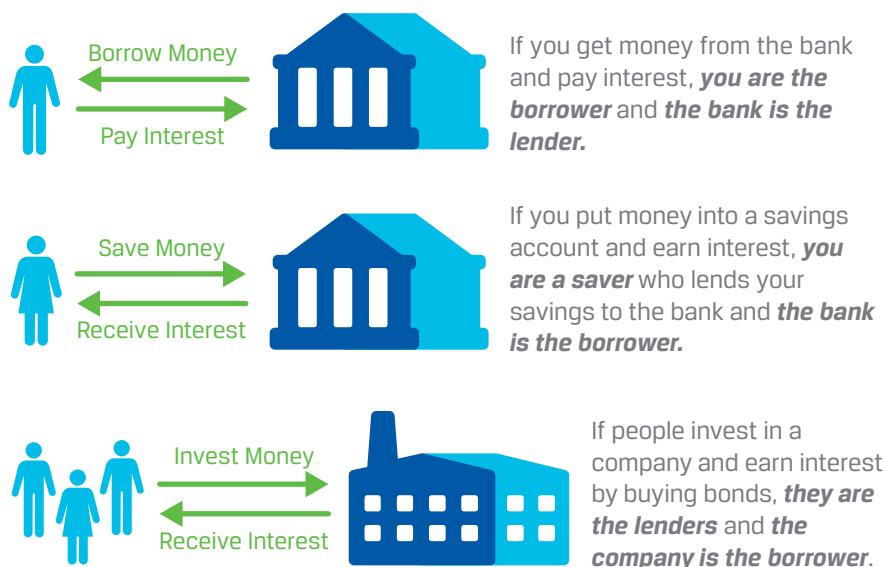 Borrow Money
Pay Interest
If you get money from the bank
and pay interest, you are the
borrower and the bank is the
lender.
Save Money
Receive Interest
If you put money into a savings
account and earn interest, you
are a saver who lends your
savings to the bank and the bank
is the borrower.
Invest Money
Receive Interest
If people invest in a
company and earn interest
by buying bonds, they are
the lenders and the
company is the borrower.